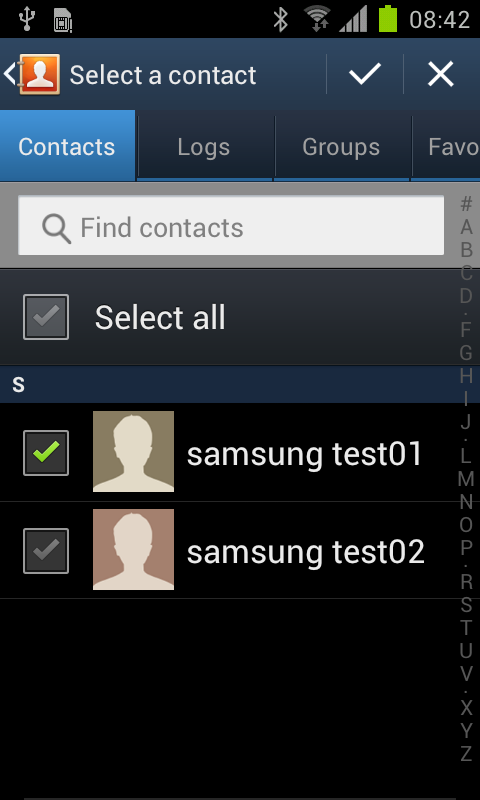 08:42
Select a contact
Contacts
Logs
Groups
Favo
Find contacts
Select all
S
samsung test01
samsung test02
#
A
B
C
D
.
F
G
H
I
J
.
L
M
N
O
P
.
R
S
T
U
V
.
X
Y
Z